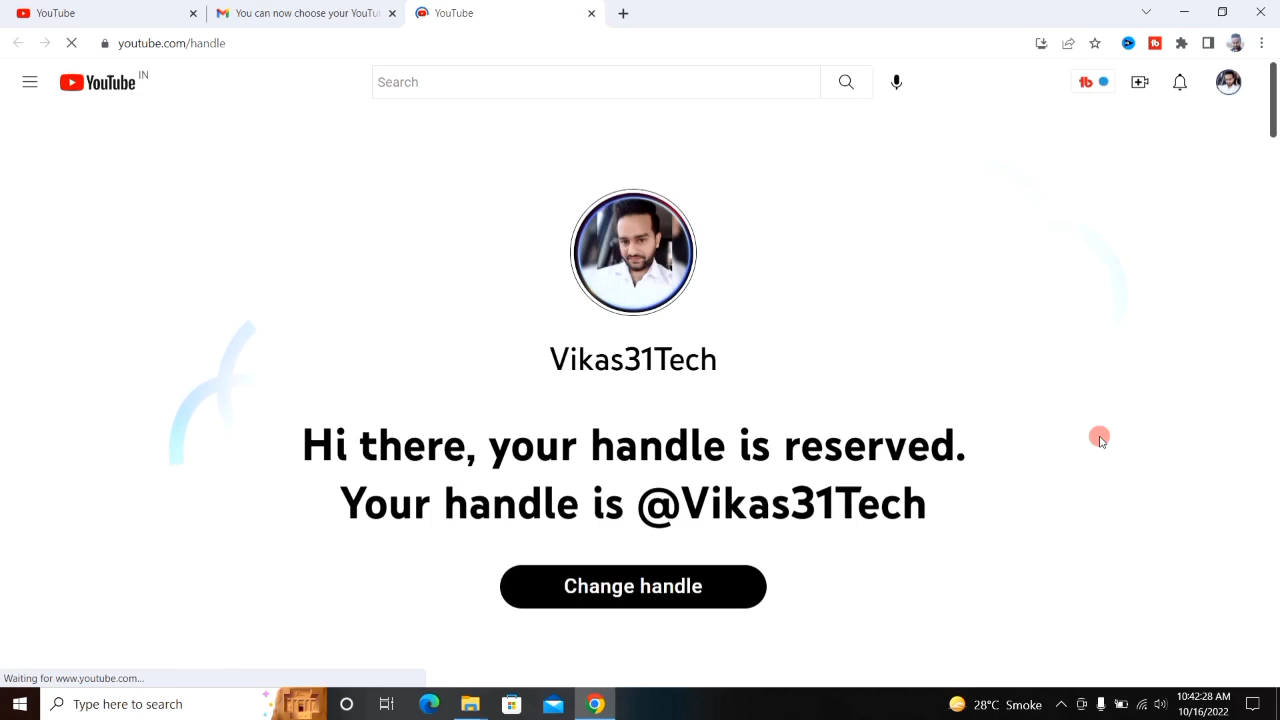 YouTube
You can now choose your YouTu
YouTube
youtube.com/handle
YouTube IN
Search
Vikas31Tech
Hi there, your handle is reserved.
Your handle is @Vikas31Tech
Change handle
Waiting for www.youtube.com...
Type here to search
28°C Smoke
10:42:28 AM
10/16/2022